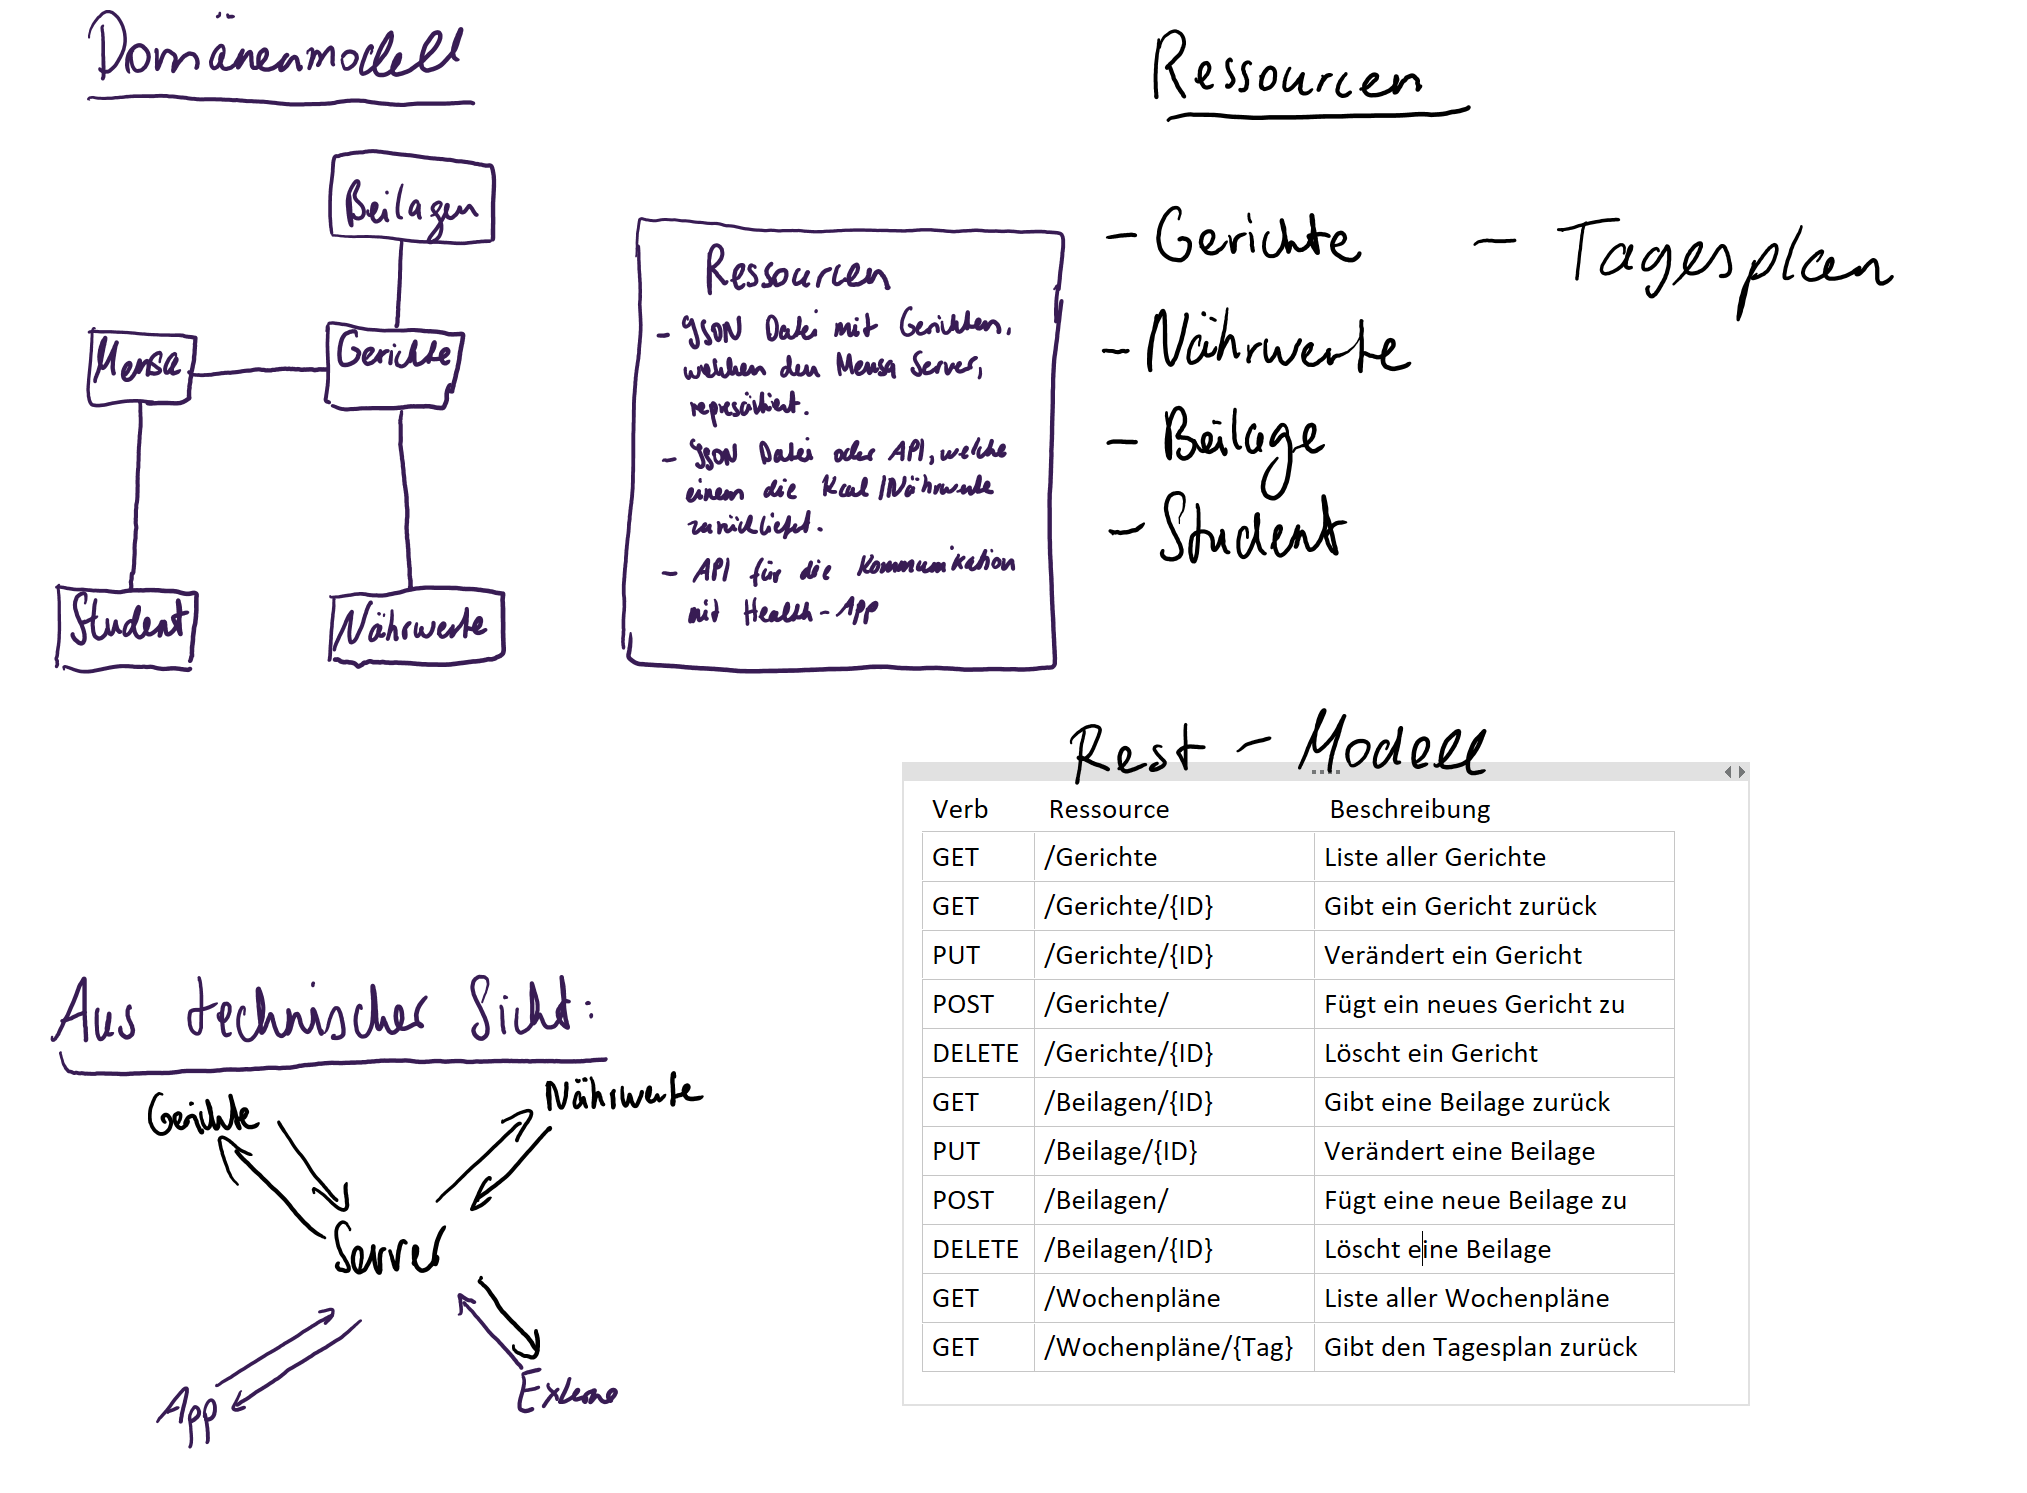 Domänenmodell
Beilagen
Mensa
Gerichte
Student
Nährwerte
Ressourcen
- JSON Datei mit Gerichten,
welchen den Mensa Server,
- JSON Datei oder API, welche
einem die Kcal/Nährwerte
zurückliefert.
- API für die Kommunikation
mit Health-App
Ressourcen
- Gerichte - Tagesplan
- Nährwerte
- Beilage
- Student
Rest - Modell
Verb Ressource Beschreibung
GET /Gerichte Liste aller Gerichte
GET /Gerichte/{ID} Gibt ein Gericht zurück
PUT /Gerichte/{ID} Verändert ein Gericht
POST /Gerichte/ Fügt ein neues Gericht zu
DELETE /Gerichte/{ID} Löscht ein Gericht
GET /Beilagen/{ID} Gibt eine Beilage zurück
PUT /Beilage/{ID} Verändert eine Beilage
POST /Beilagen/ Fügt eine neue Beilage zu
DELETE /Beilagen/{ID} Löscht eine Beilage
GET /Wochenpläne Liste aller Wochenpläne
GET /Wochenpläne/{Tag} Gibt den Tagesplan zurück
Aus technischer Sicht:
Gerichte
Nährwerte
Server
App
Externe